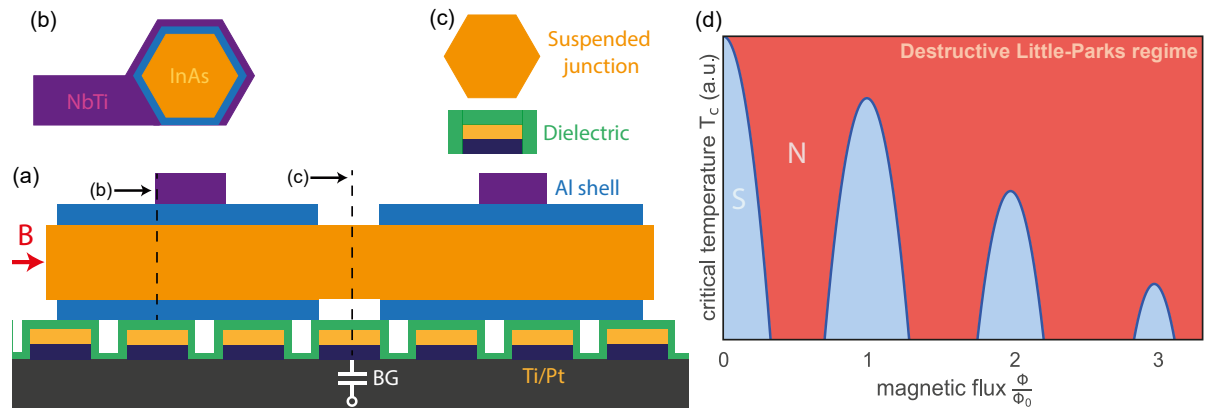 (b)
InAs
NbTi
(c)
Suspended
junction
Dielectric
(a)
(b)
(c)
Al shell
B
BG
Ti/Pt
(d)
Destructive Little-Parks regime
critical temperature T_c (a.u.)
N
S
0
1
2
3
magnetic flux Φ/Φ₀